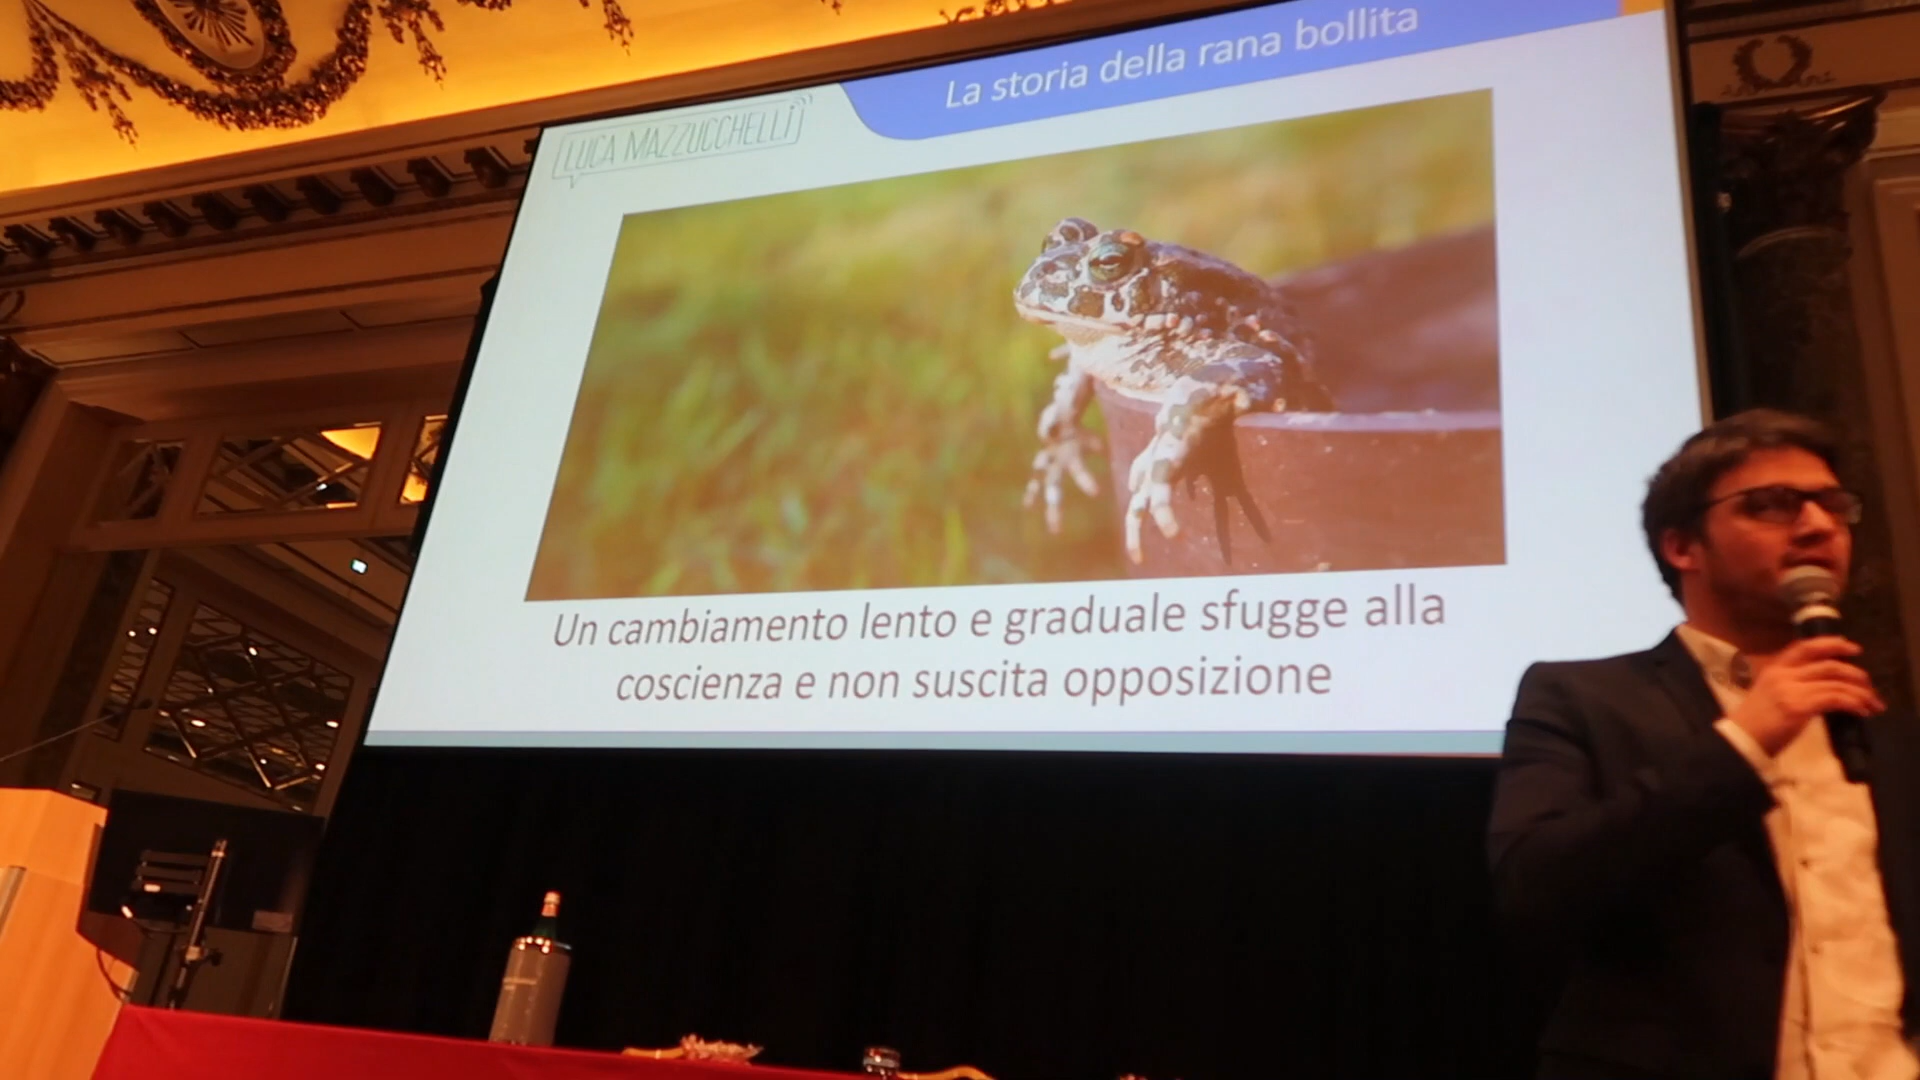 La storia della rana bollita
LUCA MAZZUCCHELLI
Un cambiamento lento e graduale sfugge alla
coscienza e non suscita opposizione